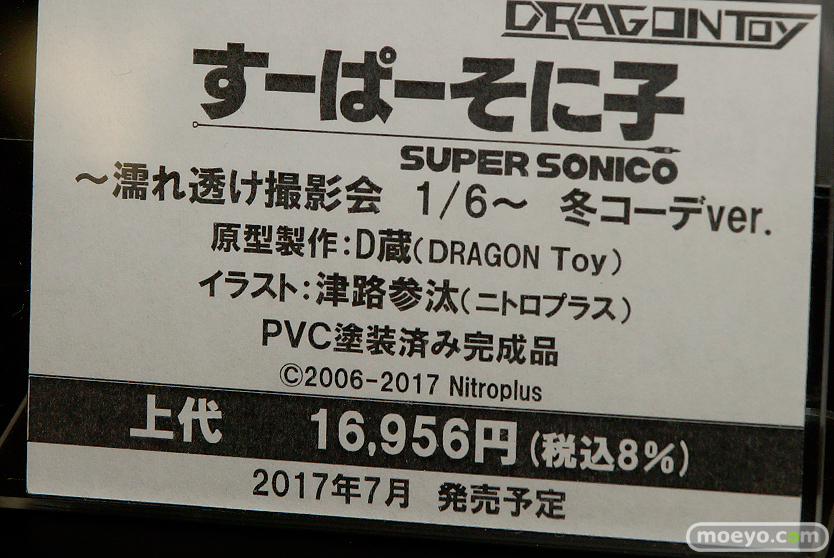 DRAGONTOY
すーぱーそに子
SUPER SONICO
～濡れ透け撮影会 1/6～ 冬コーデver.
原型製作：D蔵（DRAGON Toy）
イラスト：津路参汰（ニトロプラス）
PVC塗装済み完成品
©2006-2017 Nitroplus
上代 16,956円（税込8％）
2017年7月 発売予定
moeyo.com